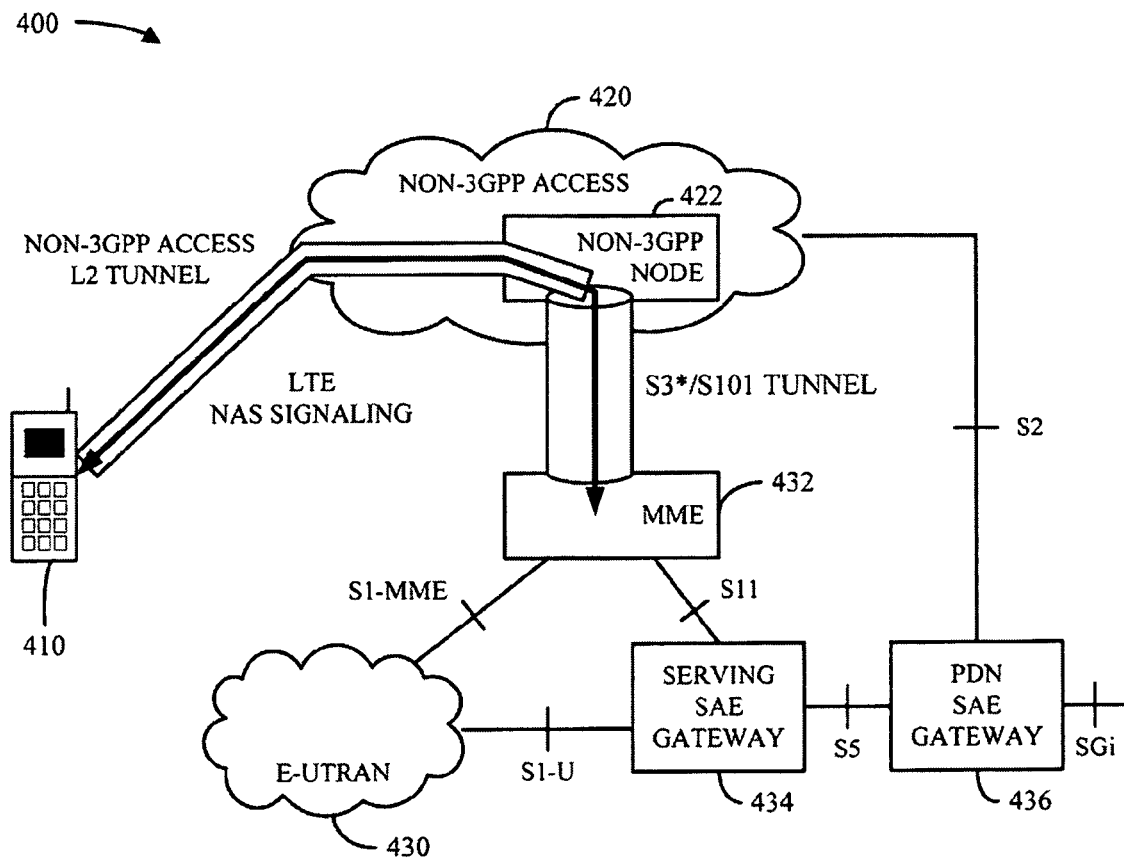 400
420
NON-3GPP ACCESS
422
NON-3GPP ACCESS
L2 TUNNEL
NON-3GPP
NODE
LTE
NAS SIGNALING
S3*/S101 TUNNEL
S2
432
MME
410
S1-MME
S11
SERVING
SAE
GATEWAY
PDN
SAE
GATEWAY
S5
SGi
E-UTRAN
S1-U
434
436
430